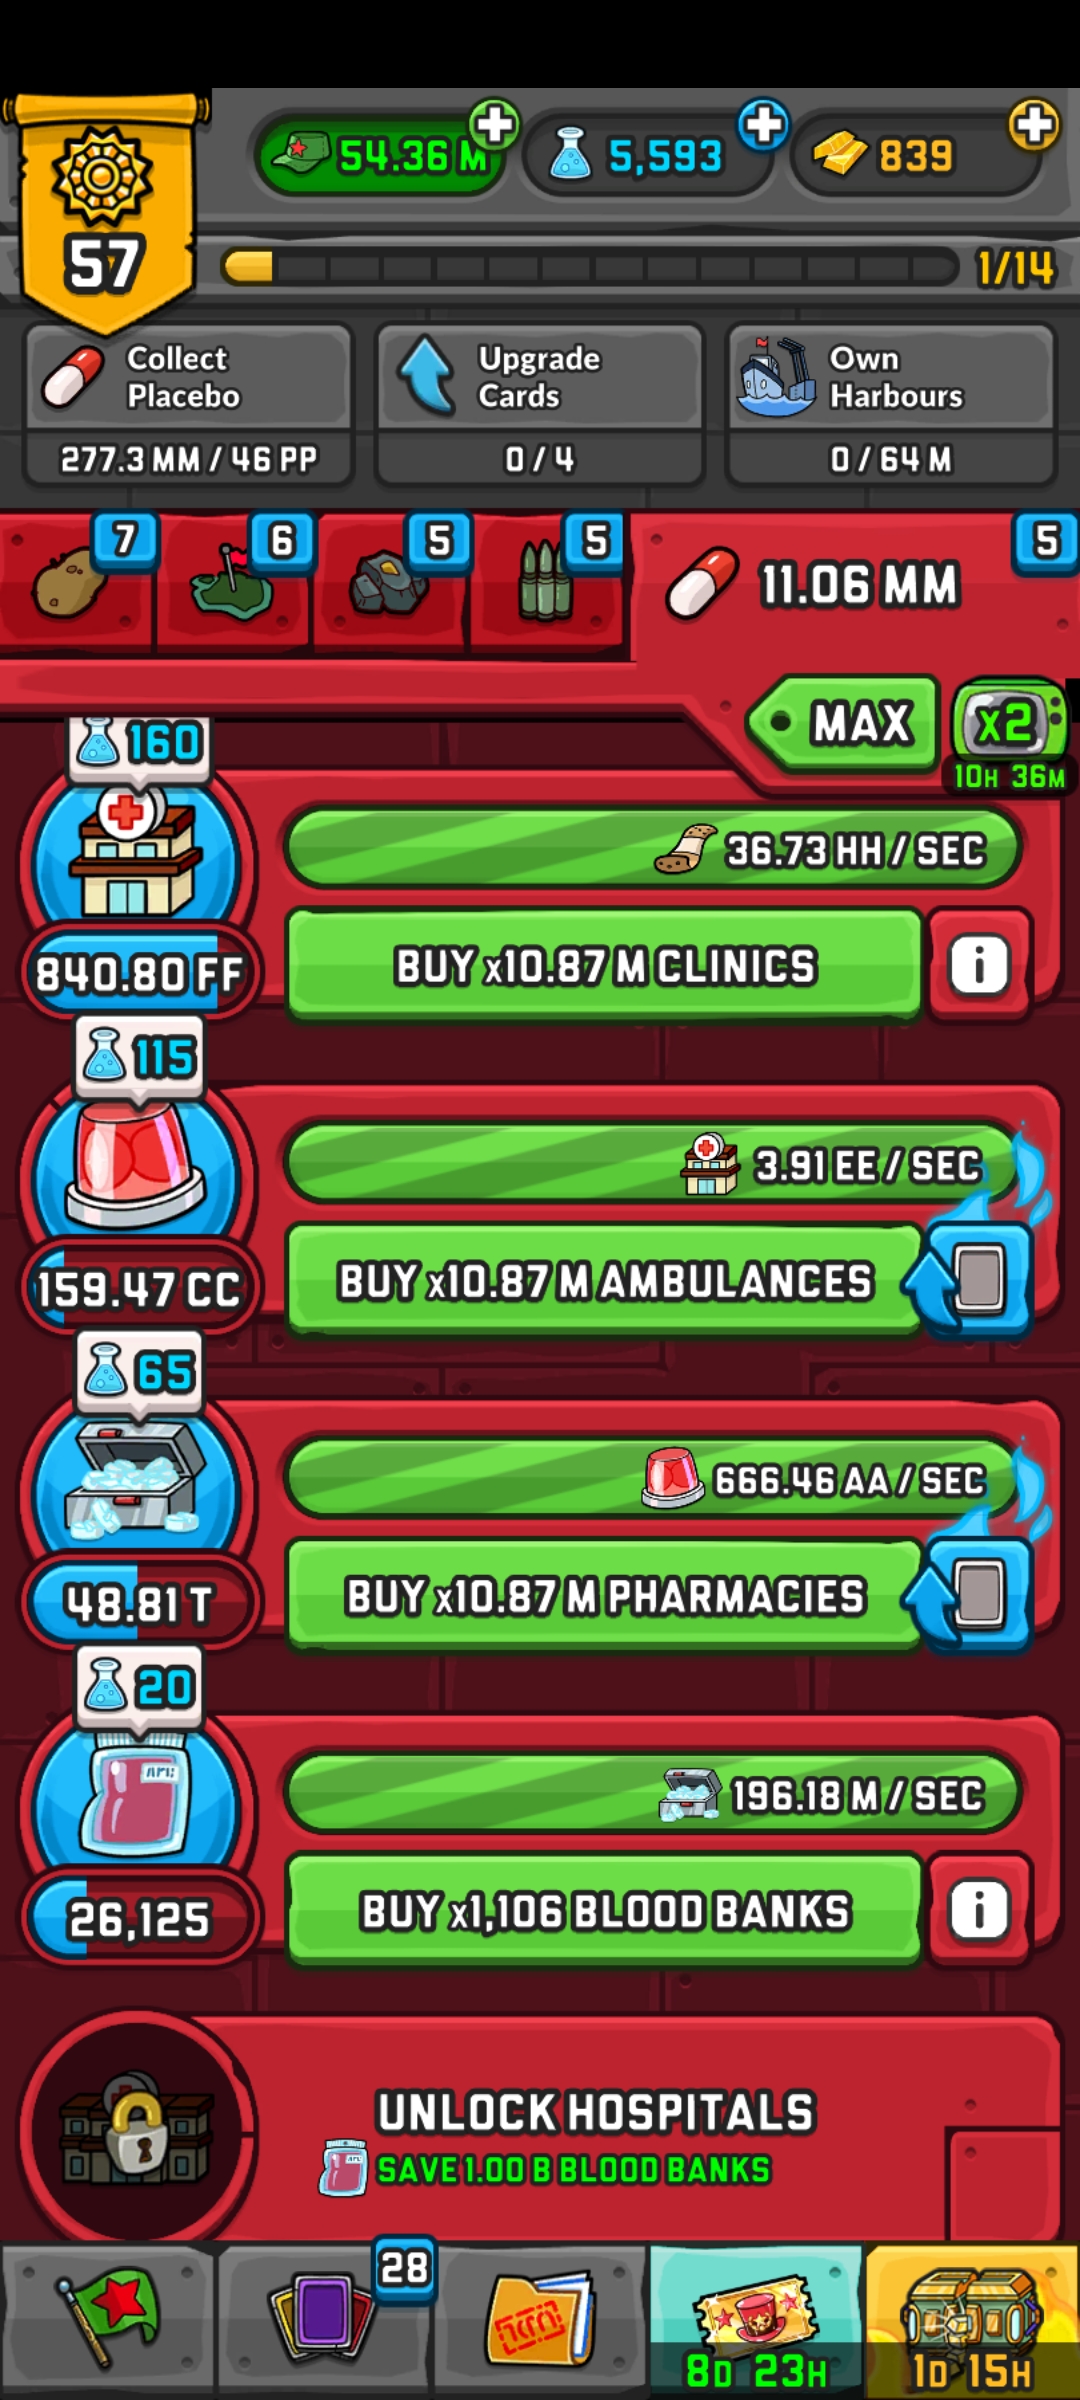 54.36 M
5,593
839
57
1/14
Collect
Placebo
277.3 MM / 46 PP
Upgrade
Cards
0 / 4
Own
Harbours
0 / 64 M
7
6
5
5
11.06 MM
5
MAX
x2
10H 36M
160
36.73 HH / SEC
840.80 FF
BUY x10.87 M CLINICS
i
115
3.91 EE / SEC
159.47 CC
BUY x10.87 M AMBULANCES
65
666.46 AA / SEC
48.81 T
BUY x10.87 M PHARMACIES
20
196.18 M / SEC
26,125
BUY x1,106 BLOOD BANKS
i
UNLOCK HOSPITALS
SAVE 1.00 B BLOOD BANKS
28
8D 23H
1D 15H